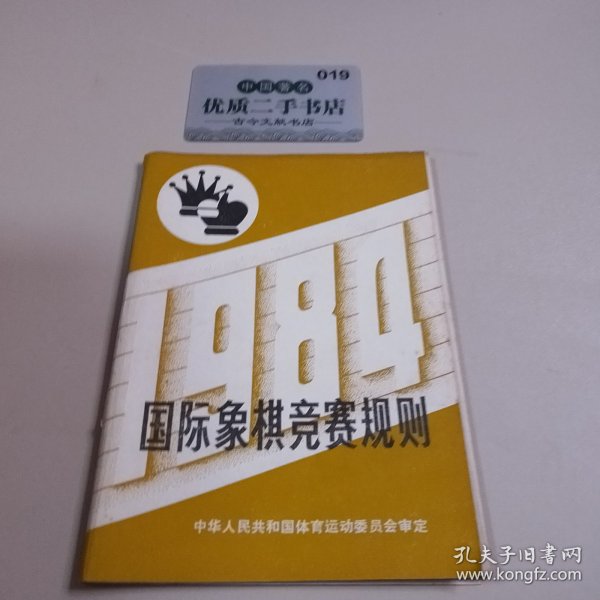 019
中国著名
优质二手书店
古今文献书店
1984
国际象棋竞赛规则
中华人民共和国体育运动委员会审定
孔夫子旧书网
www.kongfz.com